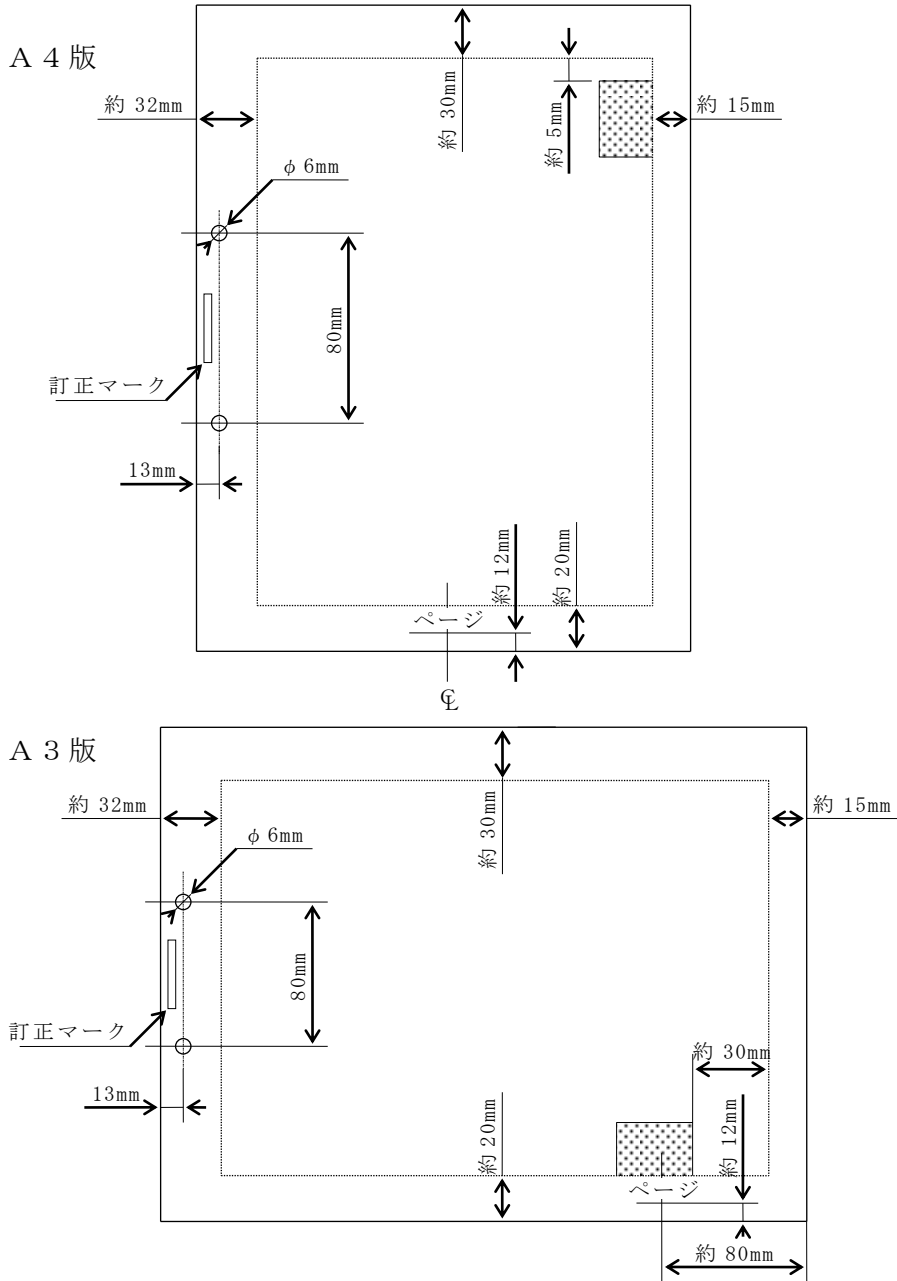 Ａ４版
約 32mm
約 30mm
約 5mm
約 15mm
φ 6mm
80mm
訂正マーク
13mm
約 12mm
約 20mm
ページ
℄
Ａ３版
約 32mm
約 30mm
約 15mm
φ 6mm
80mm
訂正マーク
約 30mm
13mm
約 20mm
約 12mm
ページ
約 80mm